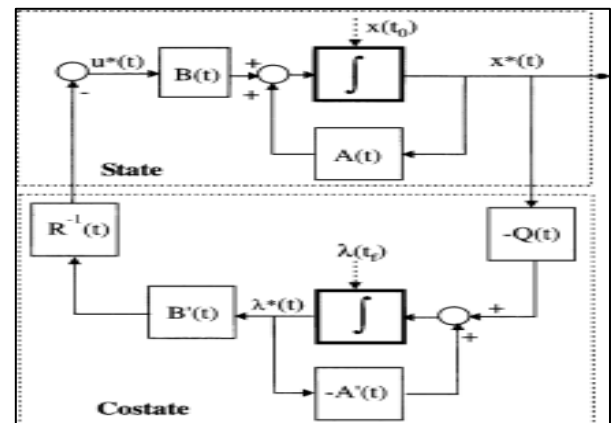 x(t₀)
u*(t)
B(t)
+
+
∫
x*(t)
-
A(t)
State
R⁻¹(t)
-Q(t)
λ(t_f)
B'(t)
λ*(t)
∫
+
+
-A'(t)
Costate